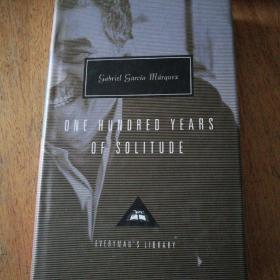 Gabriel García Márquez
ONE HUNDRED YEARS
OF SOLITUDE
EVERYMAN'S LIBRARY